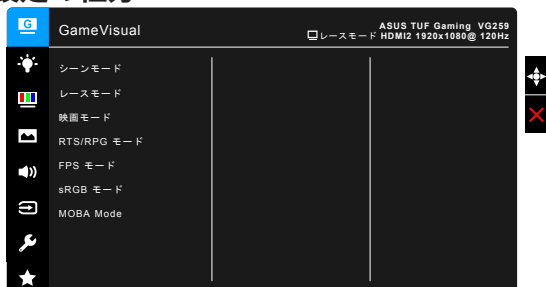 G
GameVisual
ASUS TUF Gaming VG259
レースモード HDMI2 1920x1080@ 120Hz
シーンモード
レースモード
映画モード
RTS/RPG モード
FPS モード
sRGB モード
MOBA Mode